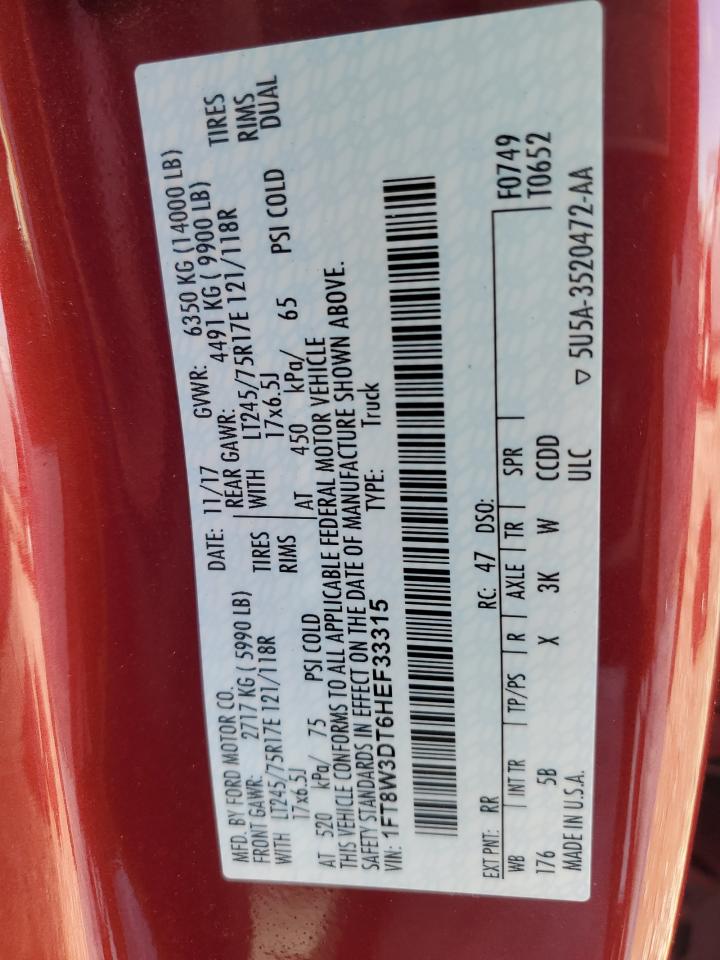 MFD. BY FORD MOTOR CO.
DATE: 11/17 GVWR: 6350 KG (14000 LB)
FRONT GAWR: 2717 KG ( 5990 LB) REAR GAWR: 4491 KG ( 9900 LB)
WITH LT245/75R17E 121/118R TIRES WITH LT245/75R17E 121/118R TIRES
17x6.5J RIMS 17x6.5J RIMS
AT 520 kPa/ 75 PSI COLD AT 450 kPa/ 65 PSI COLD DUAL
THIS VEHICLE CONFORMS TO ALL APPLICABLE FEDERAL MOTOR VEHICLE
SAFETY STANDARDS IN EFFECT ON THE DATE OF MANUFACTURE SHOWN ABOVE.
VIN: 1FT8W3DT6HEF33315 TYPE: Truck
EXT PNT: RR RC: 47 DSO: F0749
WB INT TR TP/PS R AXLE TR SPR T0652
176 5B X 3K W CCDD
MADE IN U.S.A. ULC ▽ 5U5A-3520472-AA